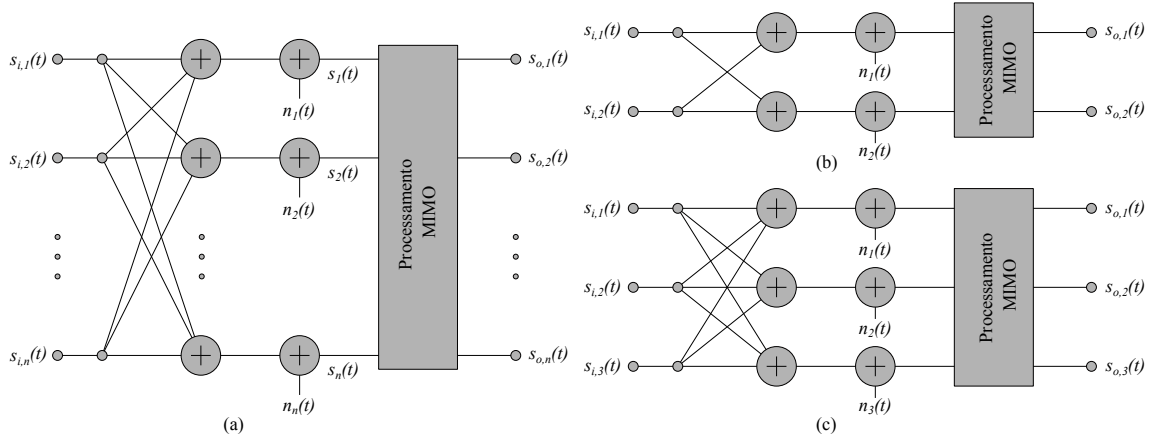 s_{i,1}(t)
+
+
s_1(t)
n_1(t)
s_{o,1}(t)
s_{i,2}(t)
+
+
s_2(t)
n_2(t)
s_{o,2}(t)
Processamento
MIMO
s_{i,n}(t)
+
+
s_n(t)
n_n(t)
s_{o,n}(t)
(a)
s_{i,1}(t)
+
+
n_1(t)
s_{o,1}(t)
s_{i,2}(t)
+
+
n_2(t)
s_{o,2}(t)
Processamento
MIMO
(b)
s_{i,1}(t)
+
+
n_1(t)
s_{o,1}(t)
s_{i,2}(t)
+
+
n_2(t)
s_{o,2}(t)
Processamento
MIMO
s_{i,3}(t)
+
+
n_3(t)
s_{o,3}(t)
(c)